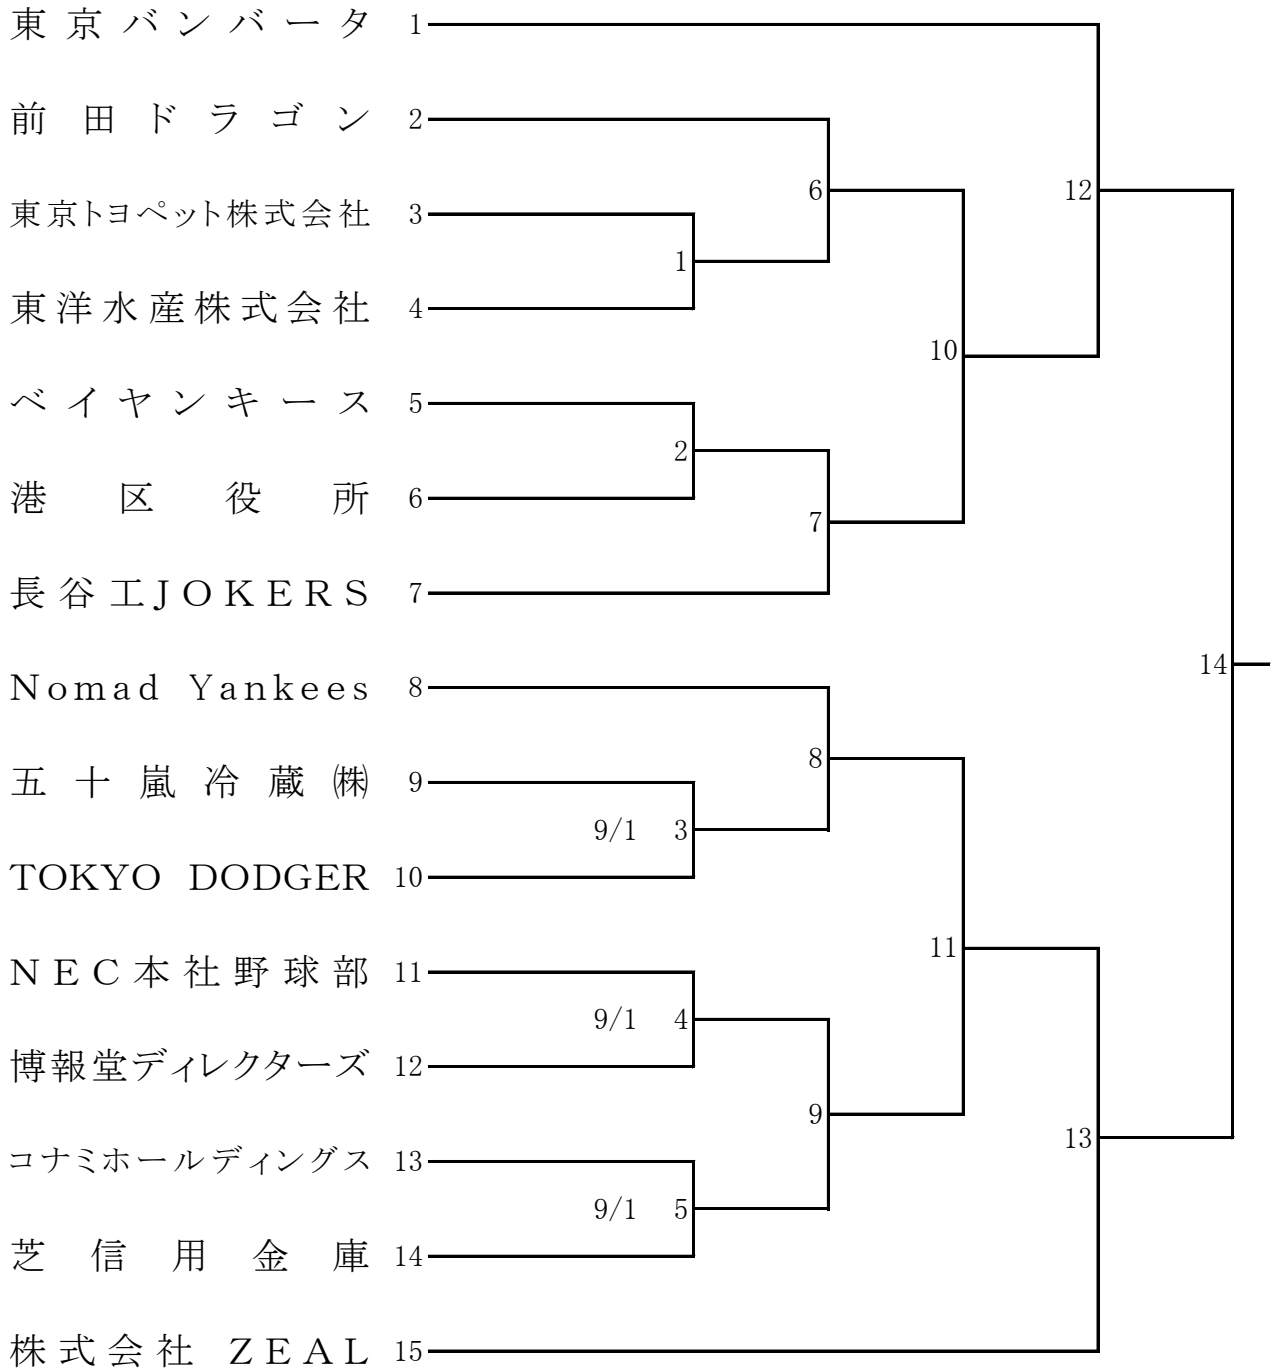 東京バンバータ 1
前田ドラゴン 2
6
12
東京トヨペット株式会社 3
1
東洋水産株式会社 4
10
ベイヤンキース 5
2
港区役所 6
7
長谷工JOKERS 7
14
Nomad Yankees 8
8
五十嵐冷蔵㈱ 9
9/1 3
TOKYO DODGER 10
11
NEC本社野球部 11
9/1 4
博報堂ディレクターズ 12
9
13
コナミホールディングス 13
9/1 5
芝信用金庫 14
株式会社 ZEAL 15